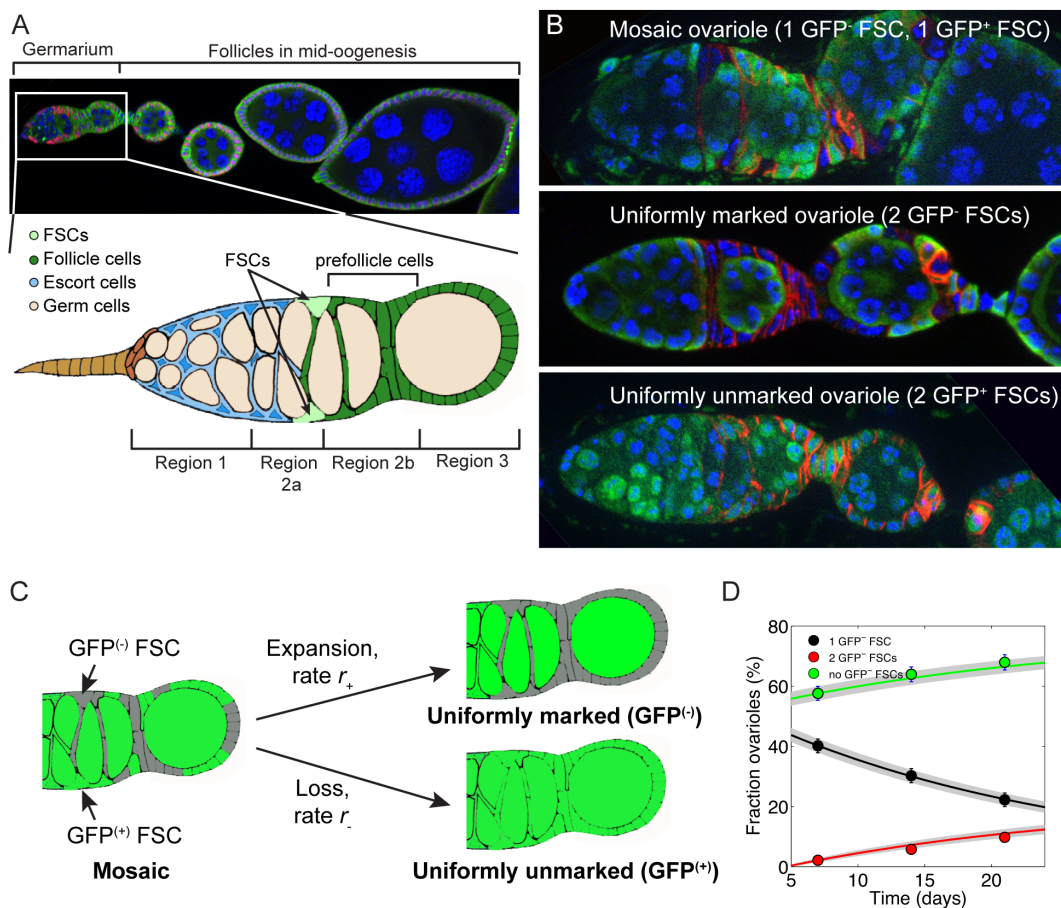 A
Germarium
Follicles in mid-oogenesis
FSCs
Follicle cells
Escort cells
Germ cells
FSCs
prefollicle cells
Region 1
Region 2a
Region 2b
Region 3
B
Mosaic ovariole (1 GFP⁻ FSC, 1 GFP⁺ FSC)
Uniformly marked ovariole (2 GFP⁻ FSCs)
Uniformly unmarked ovariole (2 GFP⁺ FSCs)
C
GFP⁽⁻⁾ FSC
GFP⁽⁺⁾ FSC
Mosaic
Expansion,
rate r₊
Loss,
rate r₋
Uniformly marked (GFP⁽⁻⁾)
Uniformly unmarked (GFP⁽⁺⁾)
D
80
60
40
20
0
Fraction ovarioles (%)
1 GFP⁻ FSC
2 GFP⁻ FSCs
no GFP⁻ FSCs
5
10
15
20
Time (days)